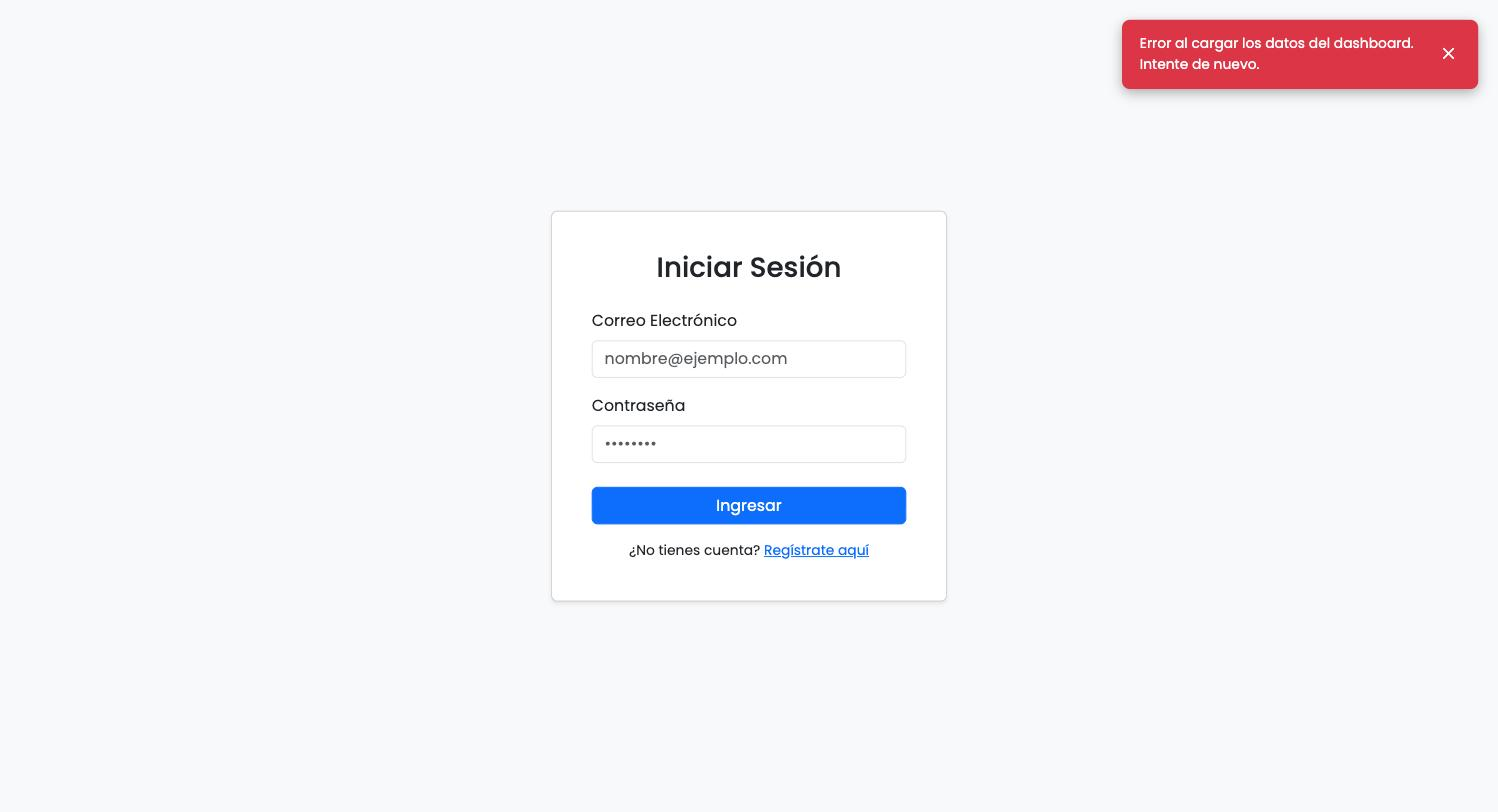 Error al cargar los datos del dashboard.
Intente de nuevo.
Iniciar Sesión
Correo Electrónico
nombre@ejemplo.com
Contraseña
••••••••
Ingresar
¿No tienes cuenta? Regístrate aquí